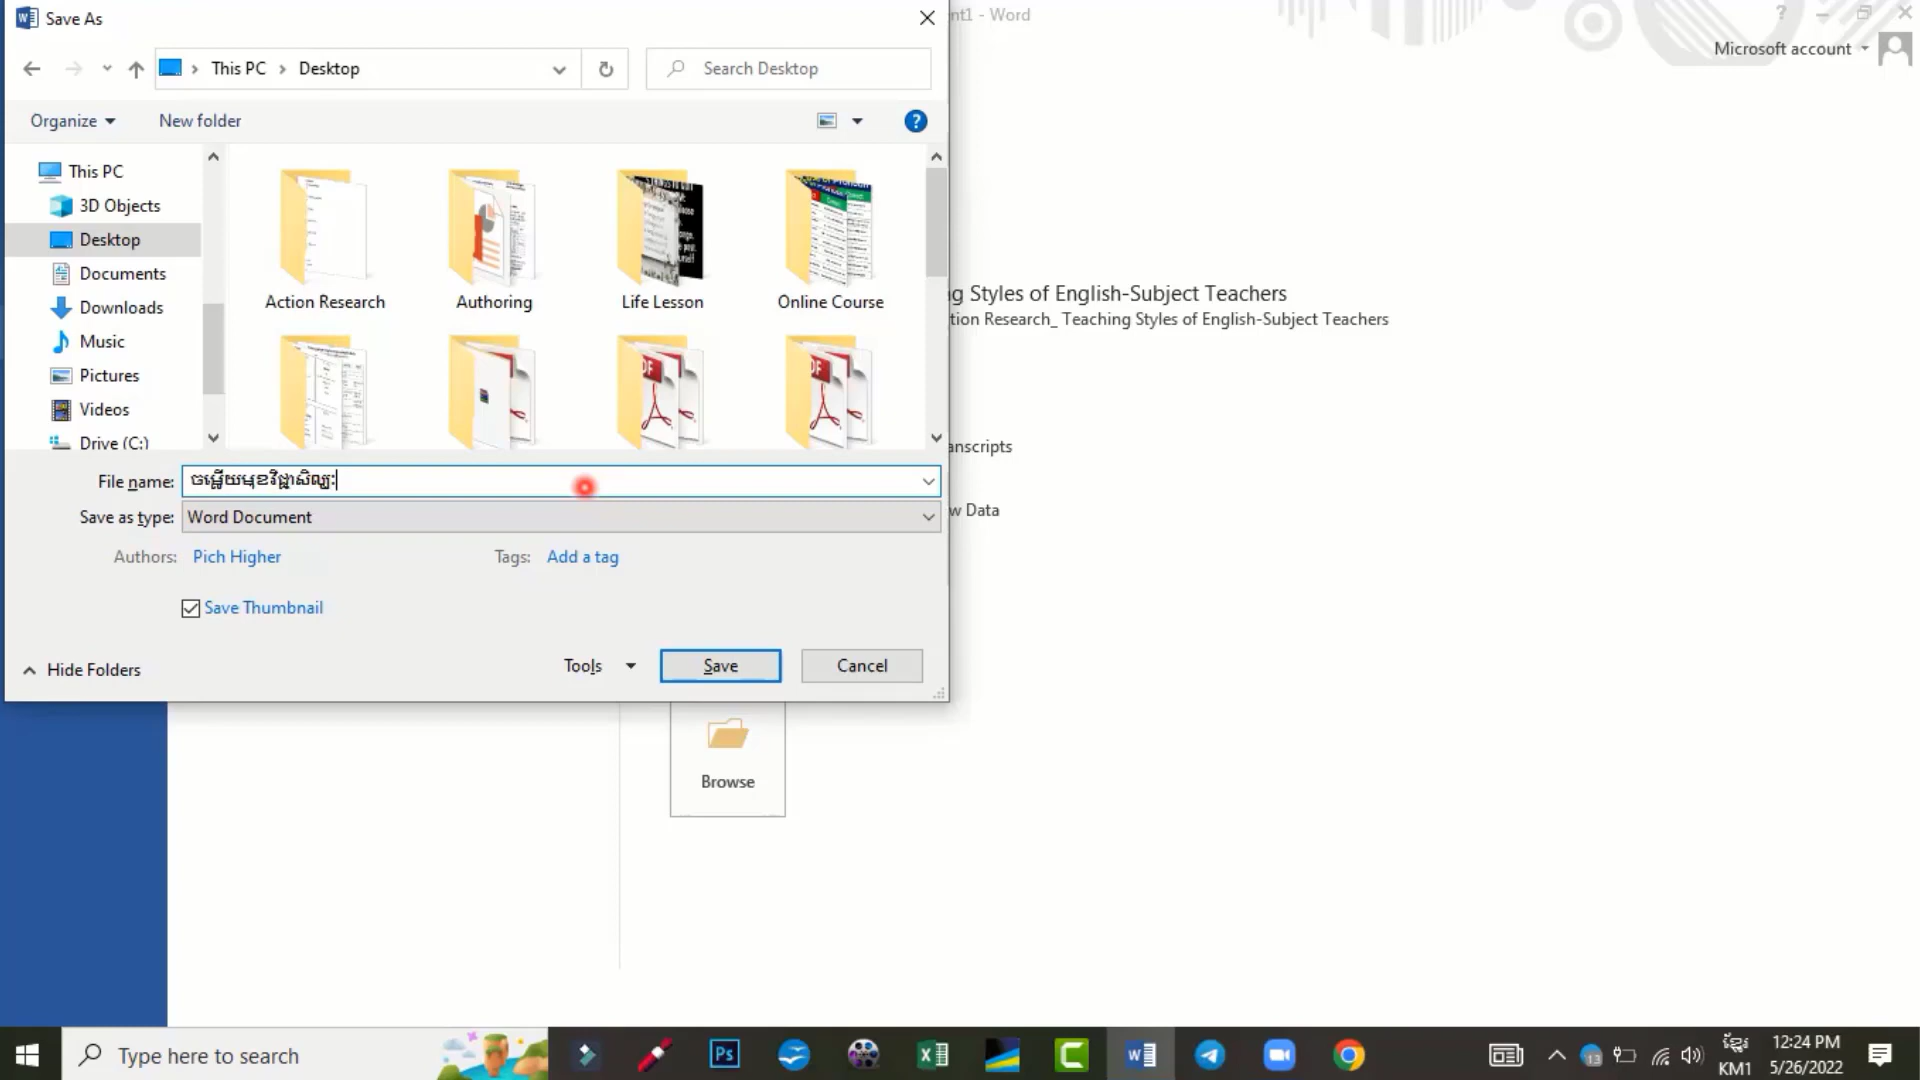 Save As
nt1 - Word
Microsoft account
This PC > Desktop
Search Desktop
Organize
New folder
This PC
3D Objects
Desktop
Documents
Downloads
Music
Pictures
Videos
Drive (C:)
Action Research
Authoring
Life Lesson
Online Course
g Styles of English-Subject Teachers
tion Research_ Teaching Styles of English-Subject Teachers
anscripts
w Data
File name: ចម្លើយមុខវិជ្ជាសិល្បៈ
Save as type: Word Document
Authors: Pich Higher
Tags: Add a tag
Save Thumbnail
Hide Folders
Tools
Save
Cancel
Browse
Type here to search
ខ្មែរ
KM1
12:24 PM
5/26/2022